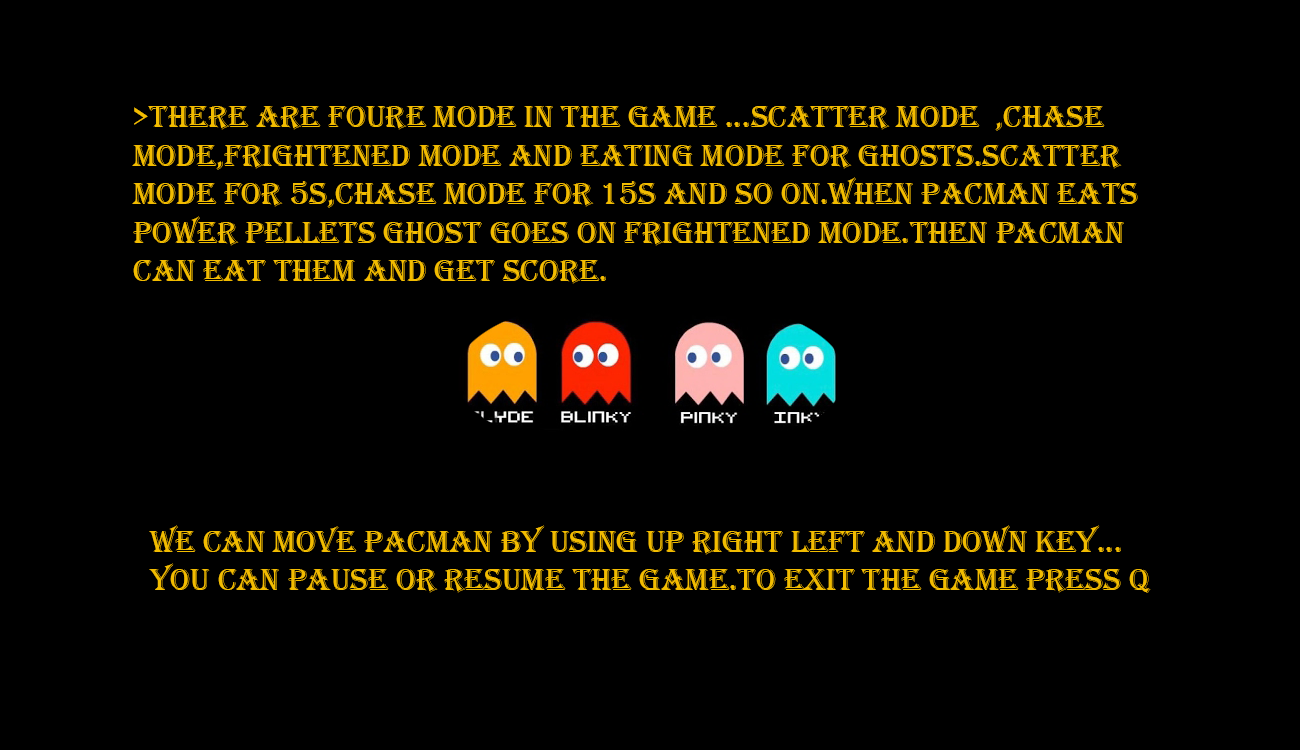 >THERE ARE FOURE MODE IN THE GAME ...SCATTER MODE ,CHASE
MODE,FRIGHTENED MODE AND EATING MODE FOR GHOSTS.SCATTER
MODE FOR 5S,CHASE MODE FOR 15S AND SO ON.WHEN PACMAN EATS
POWER PELLETS GHOST GOES ON FRIGHTENED MODE.THEN PACMAN
CAN EAT THEM AND GET SCORE.
CLYDE BLINKY PINKY INKY
WE CAN MOVE PACMAN BY USING UP RIGHT LEFT AND DOWN KEY...
YOU CAN PAUSE OR RESUME THE GAME.TO EXIT THE GAME PRESS Q